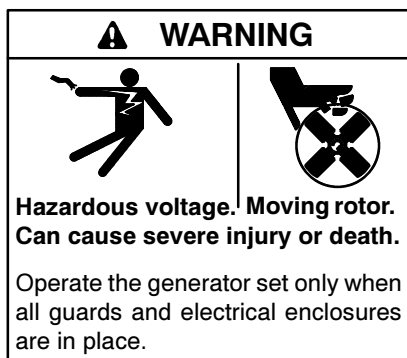 WARNING
Hazardous voltage. Moving rotor.
Can cause severe injury or death.
Operate the generator set only when
all guards and electrical enclosures
are in place.